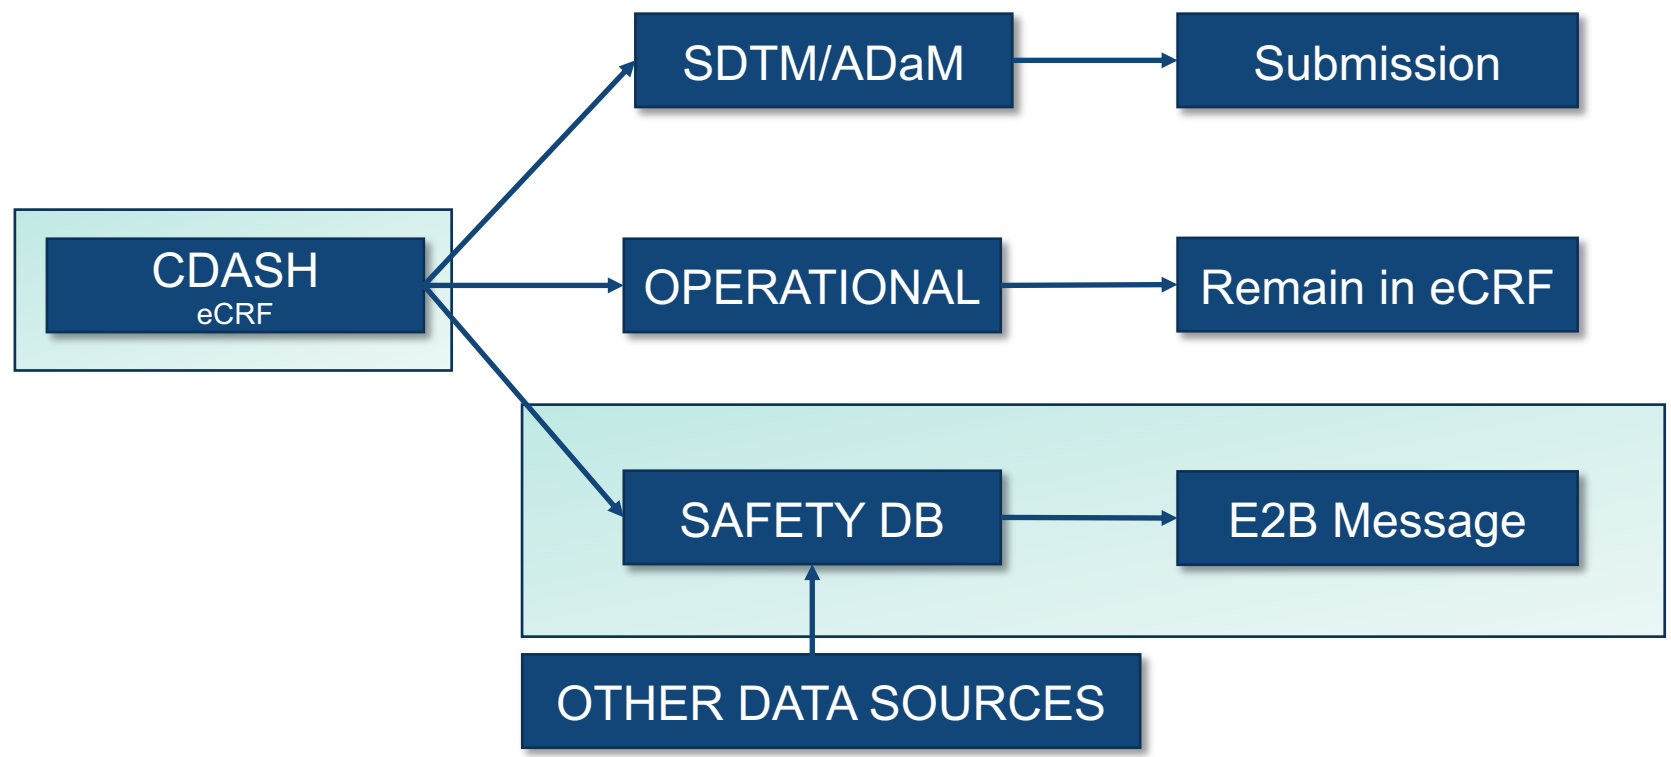 SDTM/ADaM
Submission
CDASH
eCRF
OPERATIONAL
Remain in eCRF
SAFETY DB
E2B Message
OTHER DATA SOURCES